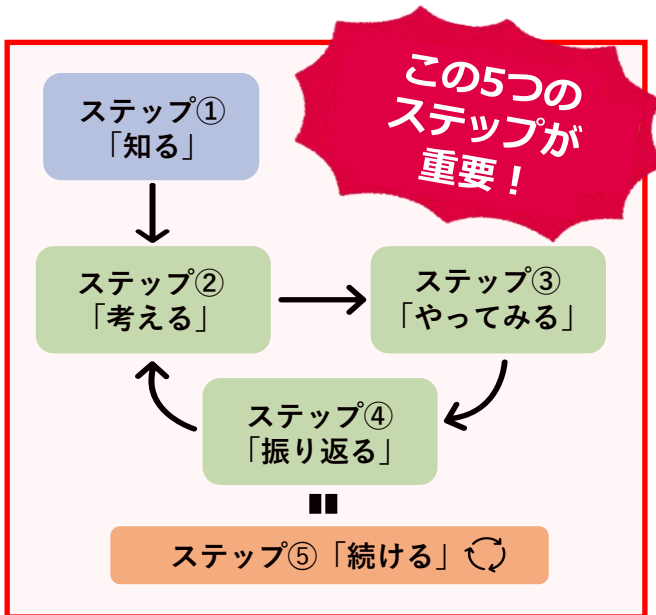 この5つの
ステップが
重要！
ステップ①
「知る」
ステップ②
「考える」
ステップ③
「やってみる」
ステップ④
「振り返る」
ステップ⑤「続ける」